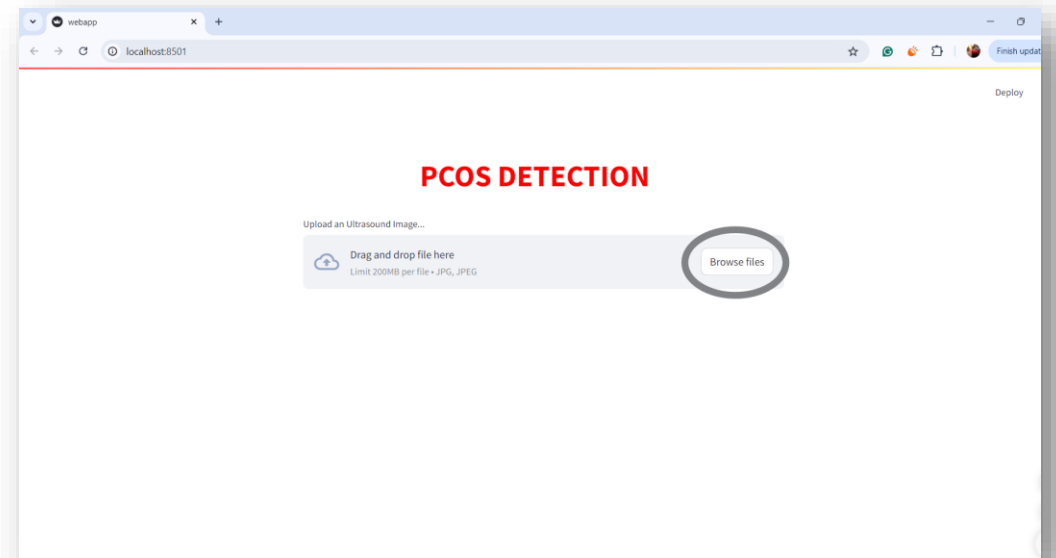 webapp
localhost:8501
Finish updat
Deploy
PCOS DETECTION
Upload an Ultrasound Image...
Drag and drop file here
Limit 200MB per file • JPG, JPEG
Browse files